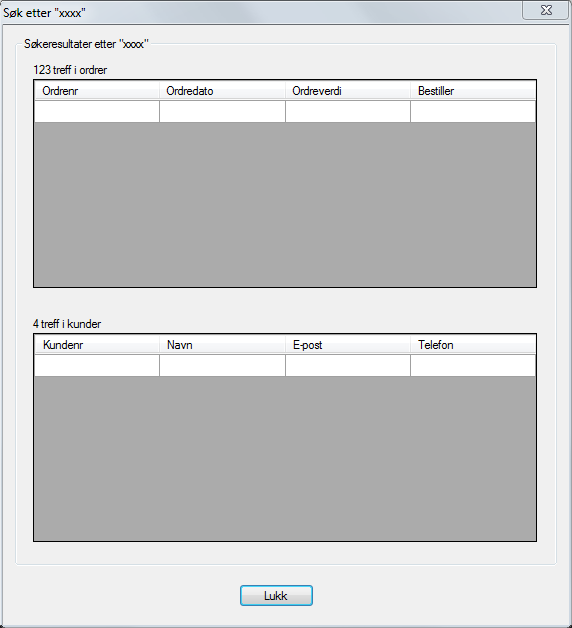 Søk etter "xxxx"
Søkeresultater etter "xxxx"
123 treff i ordrer
Ordrenr Ordredato Ordreverdi Bestiller
4 treff i kunder
Kundenr Navn E-post Telefon
Lukk